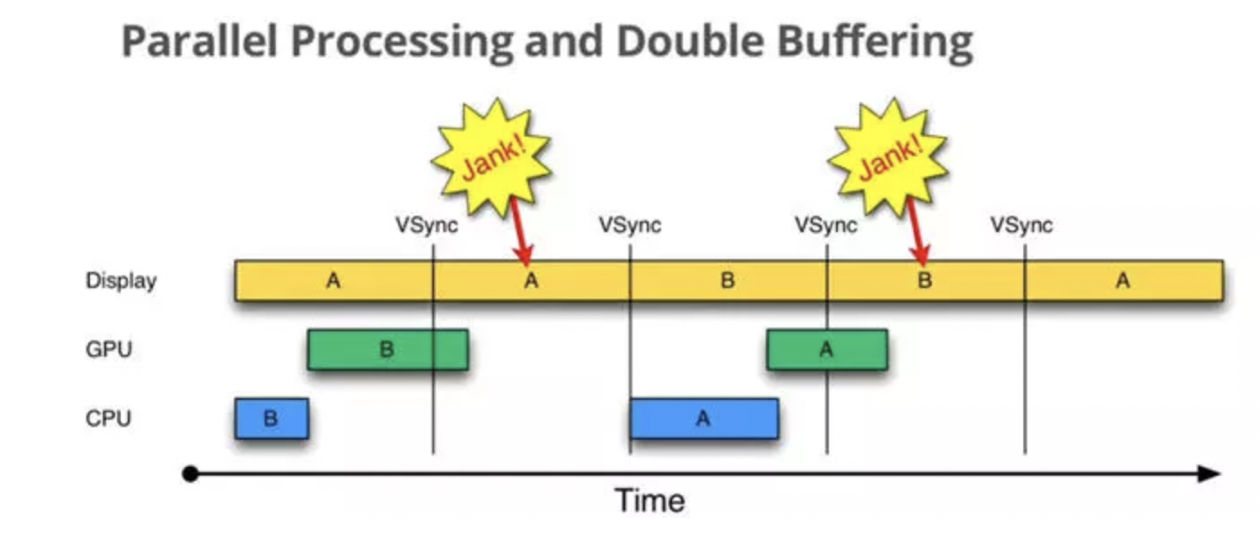 Parallel Processing and Double Buffering
Jank! Jank!
VSync VSync VSync VSync
Display A A B B A
GPU B A
CPU B A
Time